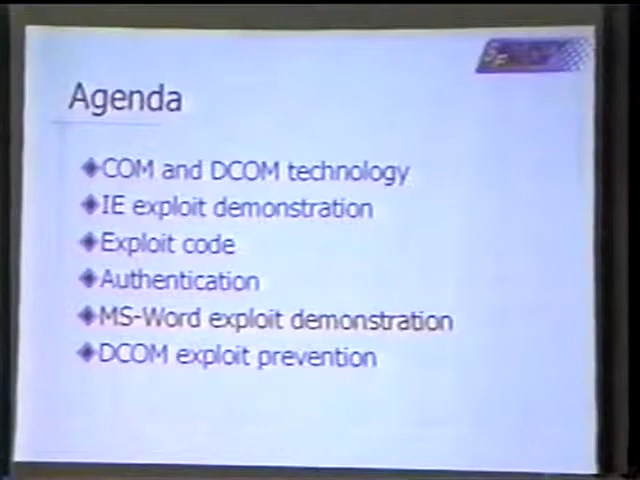 Agenda
COM and DCOM technology
IE exploit demonstration
Exploit code
Authentication
MS-Word exploit demonstration
DCOM exploit prevention